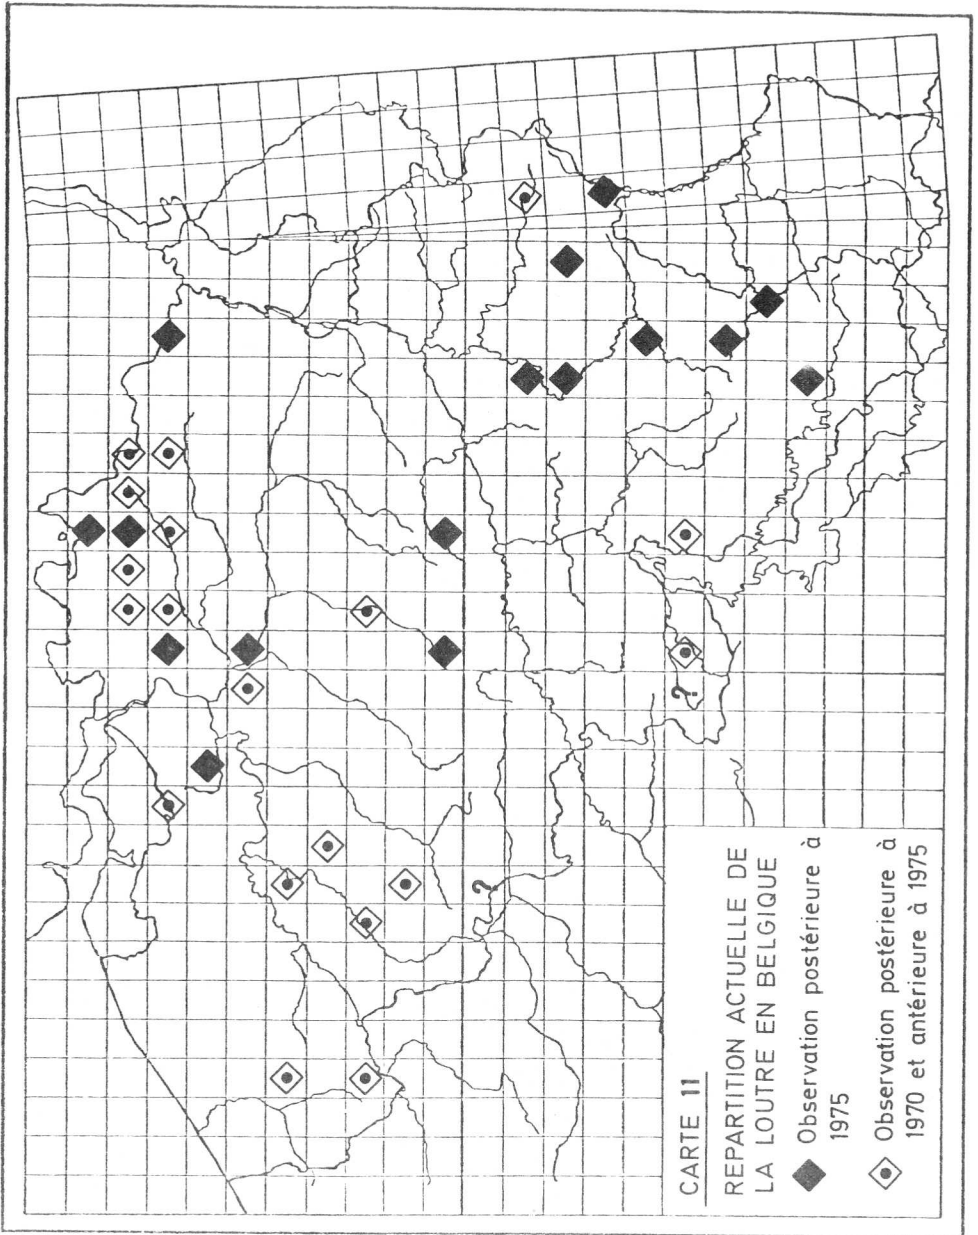 CARTE 11
REPARTITION ACTUELLE DE
LA LOUTRE EN BELGIQUE
Observation postérieure à
1975
Observation postérieure à
1970 et antérieure à 1975
?
?